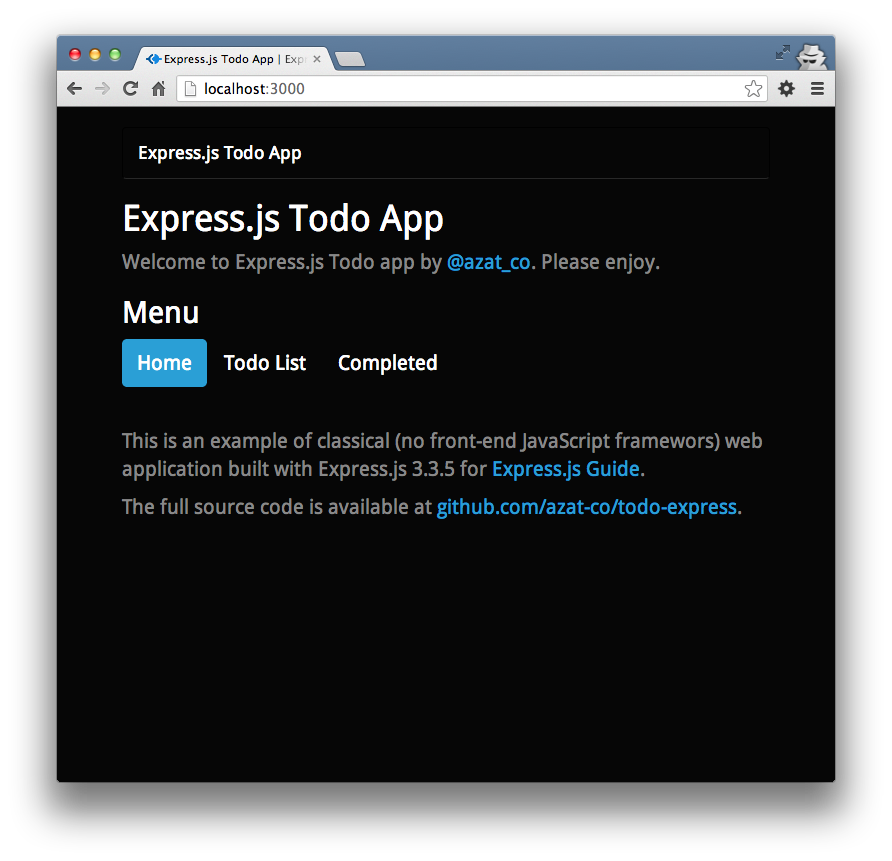 Express.js Todo App | Exp
localhost:3000
Express.js Todo App
Express.js Todo App
Welcome to Express.js Todo app by @azat_co. Please enjoy.
Menu
Home Todo List Completed
This is an example of classical (no front-end JavaScript framewors) web
application built with Express.js 3.3.5 for Express.js Guide.
The full source code is available at github.com/azat-co/todo-express.